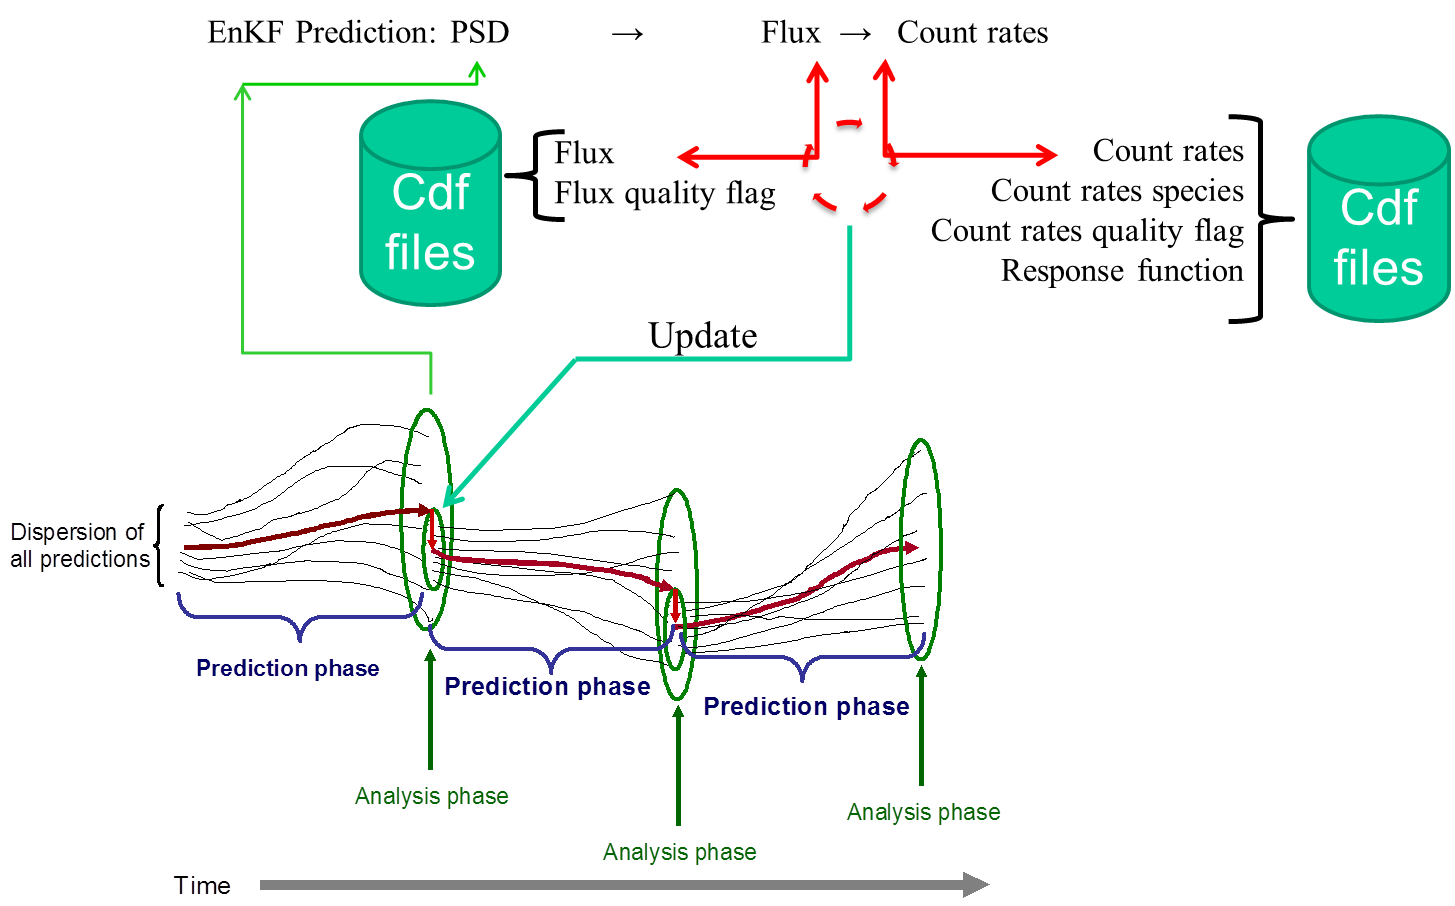 EnKF Prediction: PSD → Flux → Count rates
Cdf
files
Flux
Flux quality flag
Count rates
Count rates species
Count rates quality flag
Response function
Cdf
files
Update
Dispersion of
all predictions
Prediction phase
Prediction phase
Prediction phase
Analysis phase
Analysis phase
Analysis phase
Time